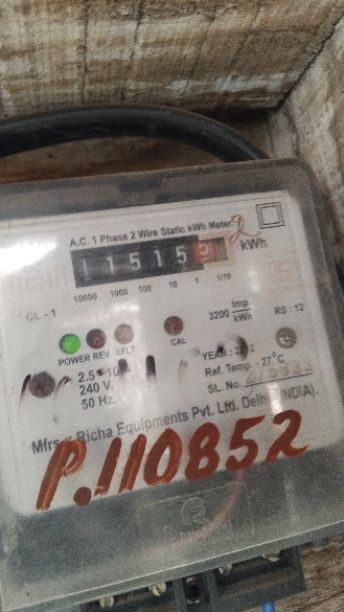 A.C. 1 Phase 2 Wire Static kWh Meter
2
11515 kWh
10000 1000 100 10 1 1/10
CL - 1
3200 Imp/kWh RS: 12
POWER REV. CAL
YEAR :
240 V. Ref. Temp. - 27°C
50 Hz. SL. No.
Mfrs. Richa Equipments Pvt. Ltd. Delhi (INDIA).
P.110852